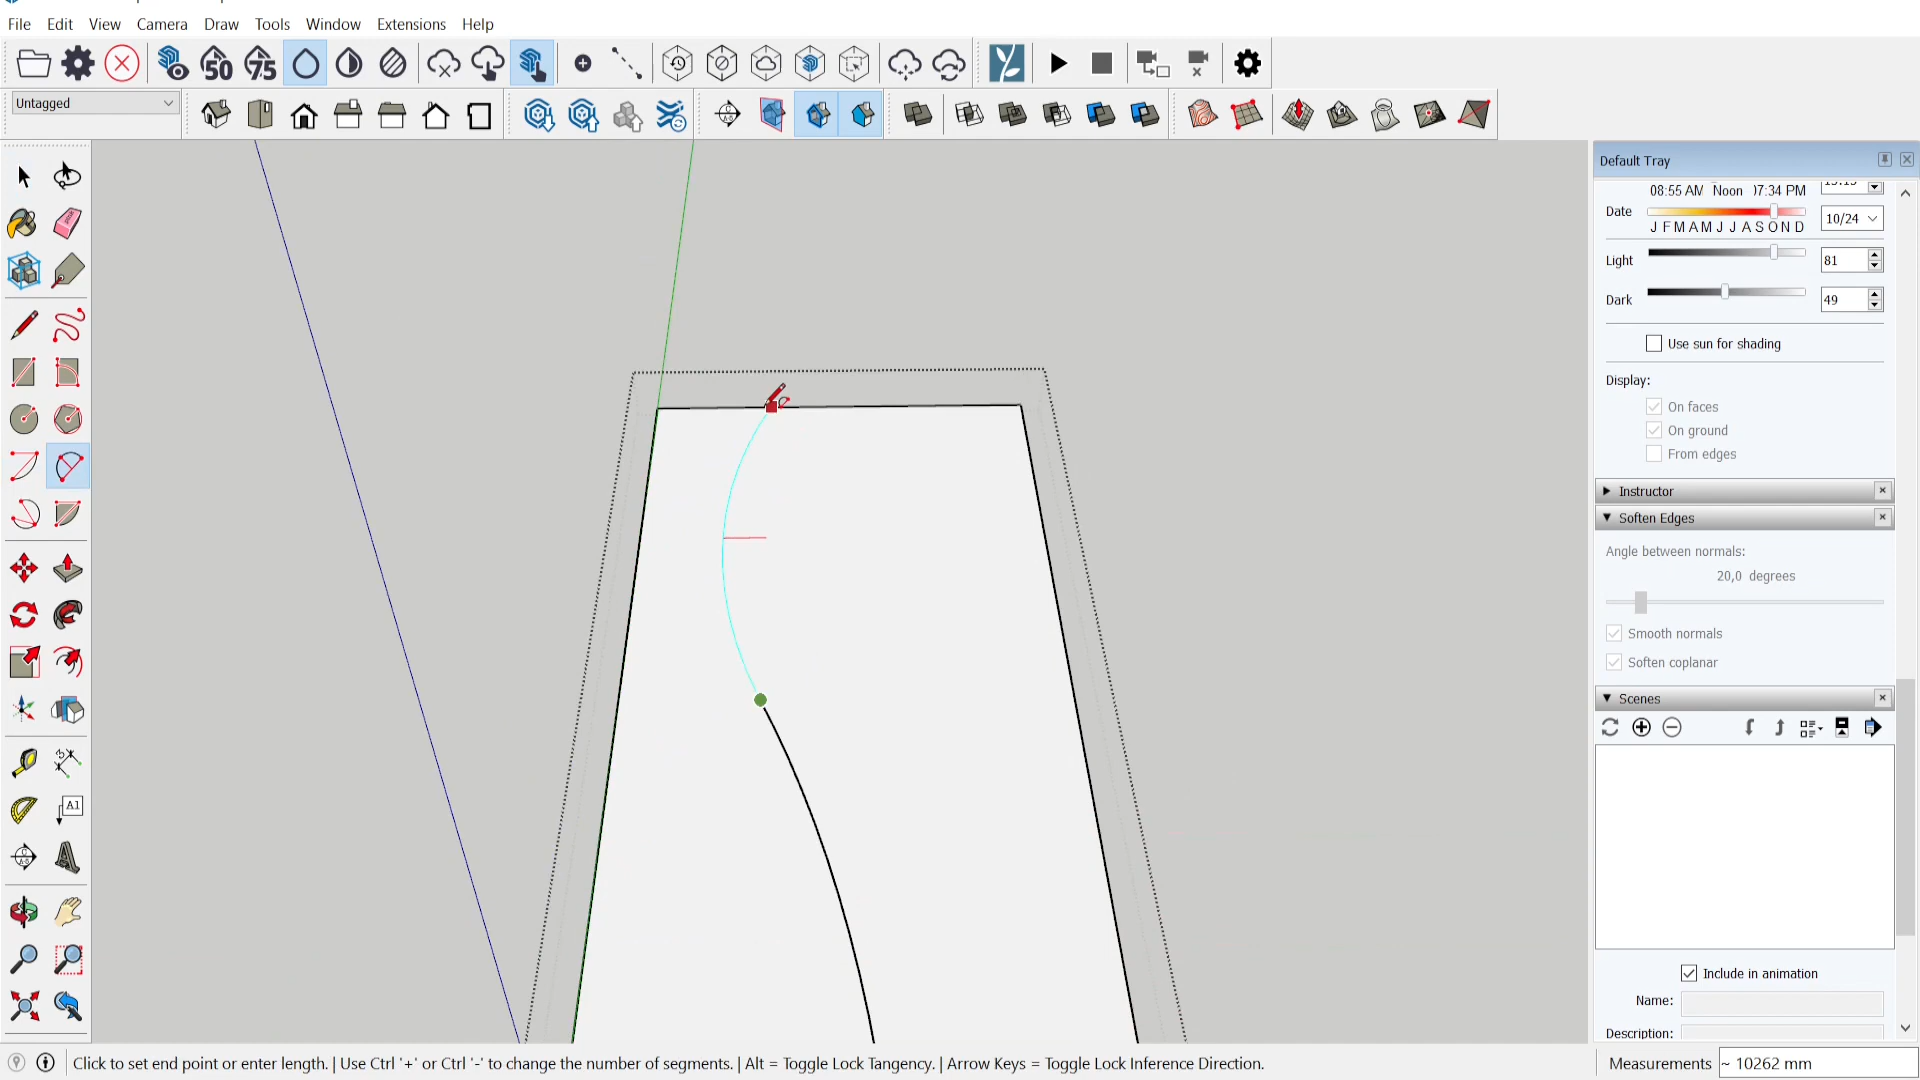 File Edit View Camera Draw Tools Window Extensions Help
50 75
Untagged
Default Tray
08:55 AM Noon 07:34 PM
Date 10/24
J F M A M J J A S O N D
Light 81
Dark 49
Use sun for shading
Display:
On faces
On ground
From edges
Instructor
Soften Edges
Angle between normals:
20,0 degrees
Smooth normals
Soften coplanar
Scenes
A1
Include in animation
Name:
Description:
Click to set end point or enter length. | Use Ctrl '+' or Ctrl '-' to change the number of segments. | Alt = Toggle Lock Tangency. | Arrow Keys = Toggle Lock Inference Direction.
Measurements ~ 10262 mm